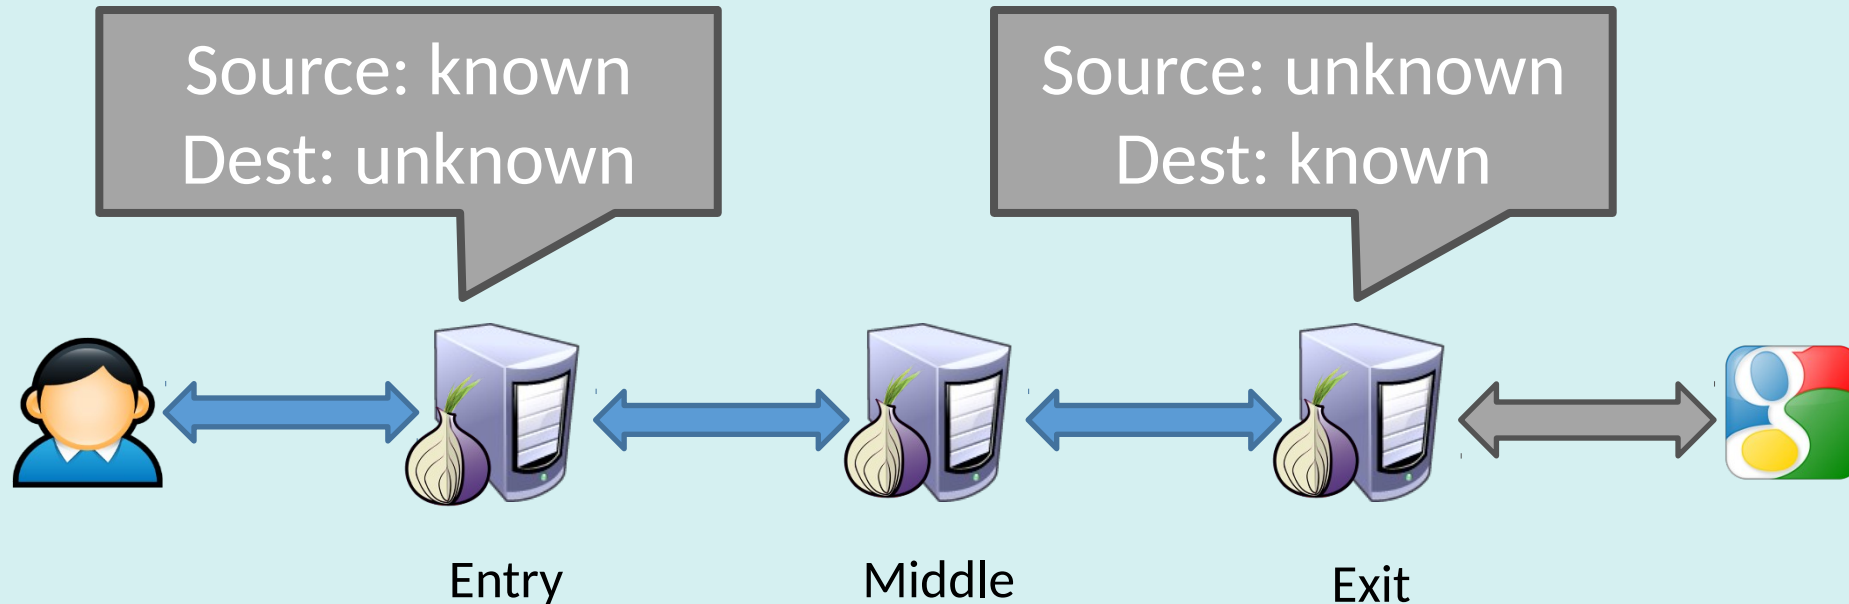 Source: known
Dest: unknown
Source: unknown
Dest: known
Entry
Middle
Exit